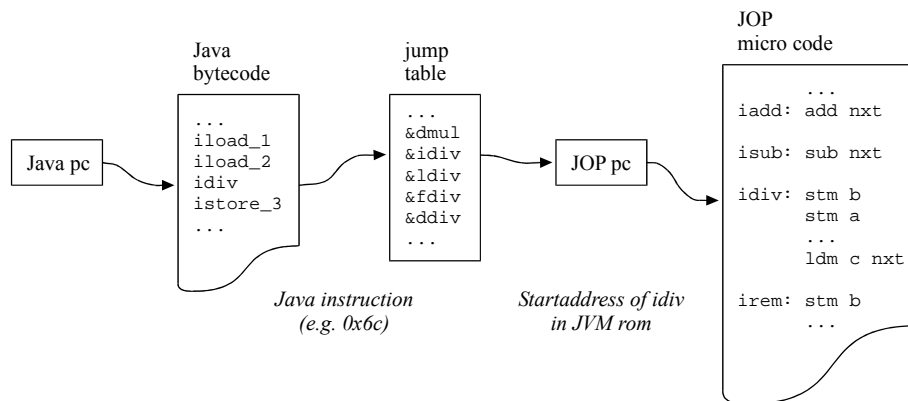 Java pc
Java
bytecode
...
iload_1
iload_2
idiv
istore_3
...
Java instruction
(e.g. 0x6c)
jump
table
...
&dmul
&idiv
&ldiv
&fdiv
&ddiv
...
JOP pc
Startaddress of idiv
in JVM rom
JOP
micro code
...
iadd: add nxt
isub: sub nxt
idiv: stm b
stm a
...
ldm c nxt
irem: stm b
...